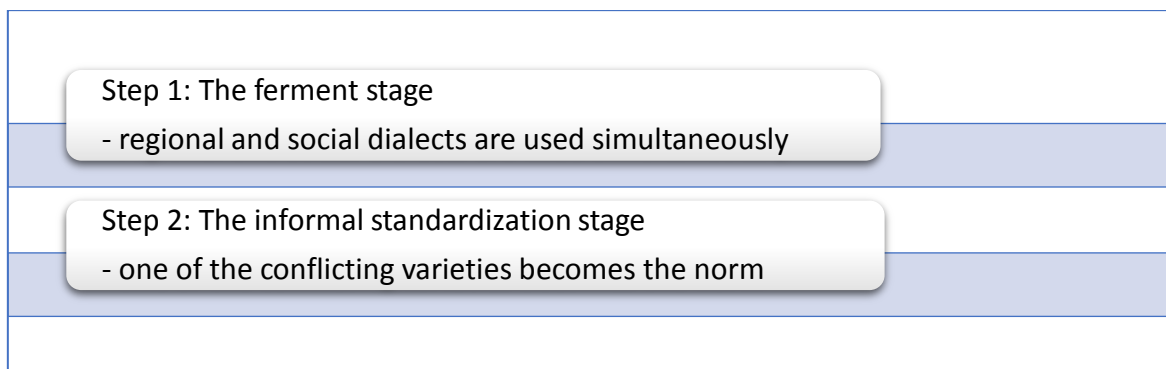 Step 1: The ferment stage
- regional and social dialects are used simultaneously
Step 2: The informal standardization stage
- one of the conflicting varieties becomes the norm